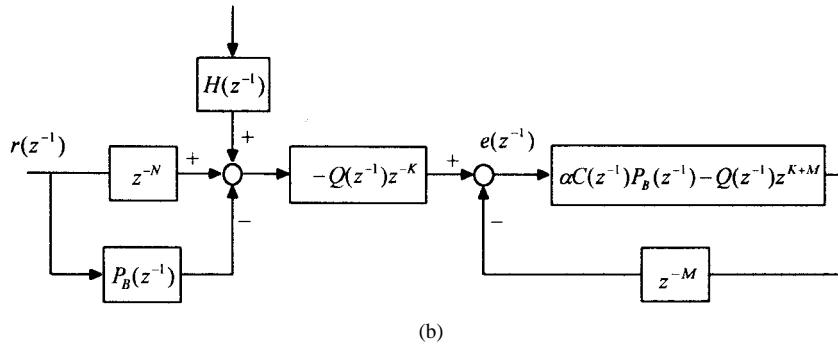 H(z⁻¹)
+
r(z⁻¹)
z⁻ᴺ
+
−
−Q(z⁻¹)z⁻ᴷ
+
e(z⁻¹)
−
αC(z⁻¹)P_B(z⁻¹)−Q(z⁻¹)z^{K+M}
P_B(z⁻¹)
z⁻ᴹ
(b)